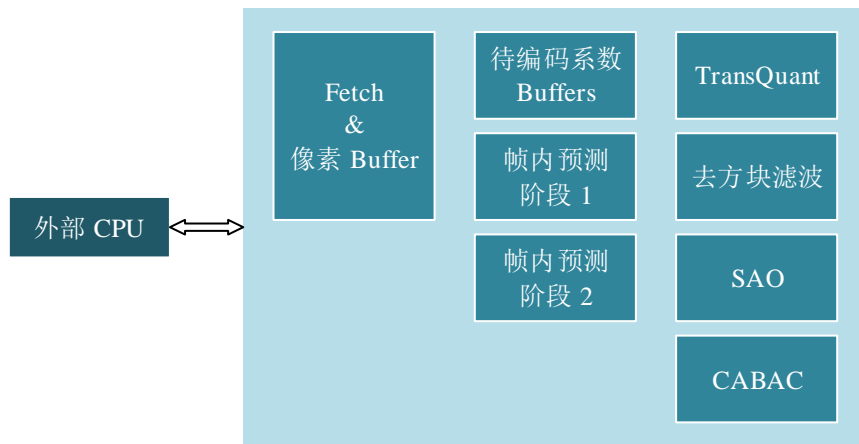 外部 CPU
Fetch
&
像素 Buffer
待编码系数
Buffers
帧内预测
阶段 1
帧内预测
阶段 2
TransQuant
去方块滤波
SAO
CABAC